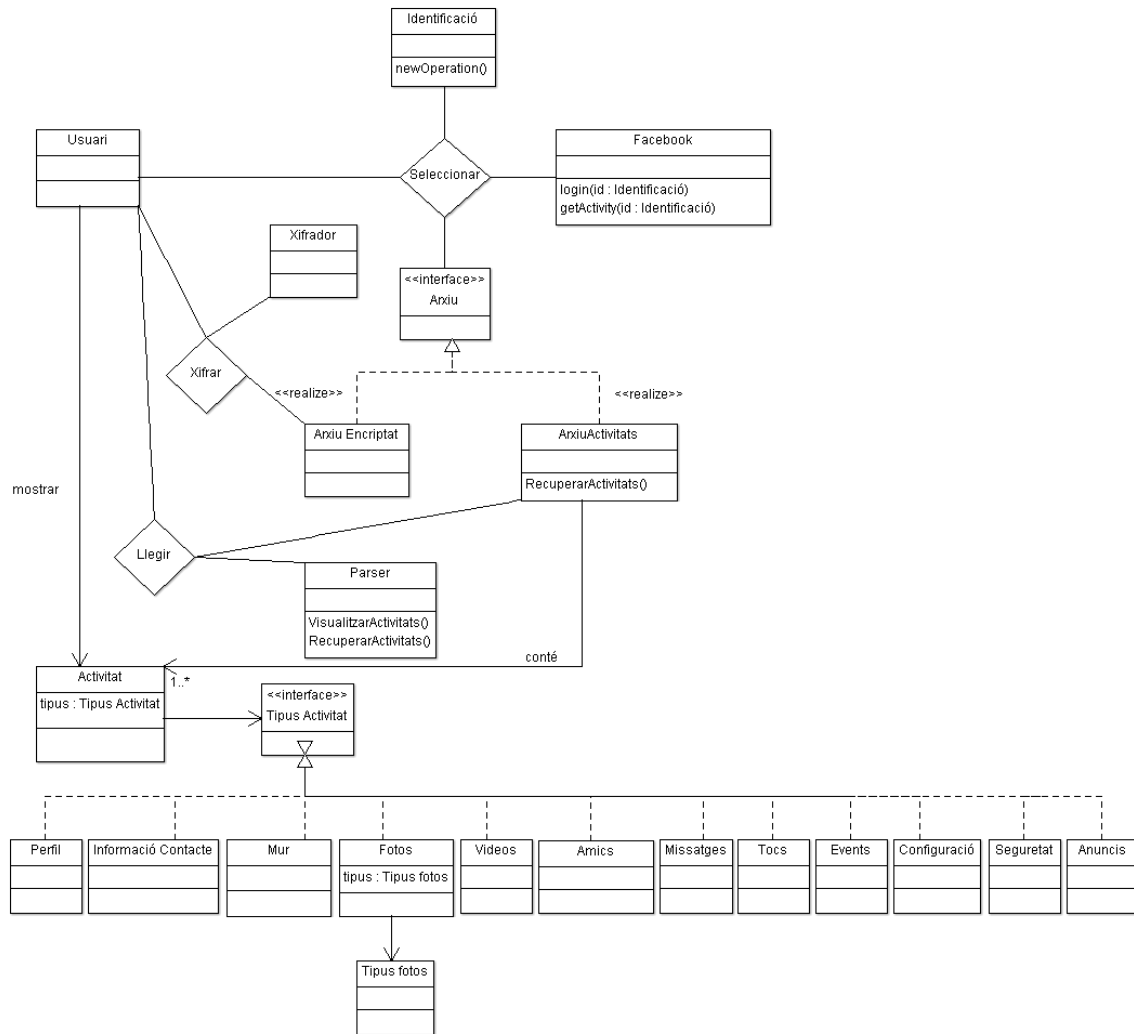 Identificació
newOperation()
Usuari
Seleccionar
Facebook
login(id : Identificació)
getActivity(id : Identificació)
Xifrador
<<interface>>
Arxiu
Xifrar
<<realize>>
<<realize>>
Arxiu Encriptat
ArxiuActivitats
RecuperarActivitats()
mostrar
Llegir
Parser
VisualitzarActivitats()
RecuperarActivitats()
conté
Activitat
1..*
tipus : Tipus Activitat
<<interface>>
Tipus Activitat
Perfil
Informació Contacte
Mur
Fotos
tipus : Tipus fotos
Videos
Amics
Missatges
Tocs
Events
Configuració
Seguretat
Anuncis
Tipus fotos